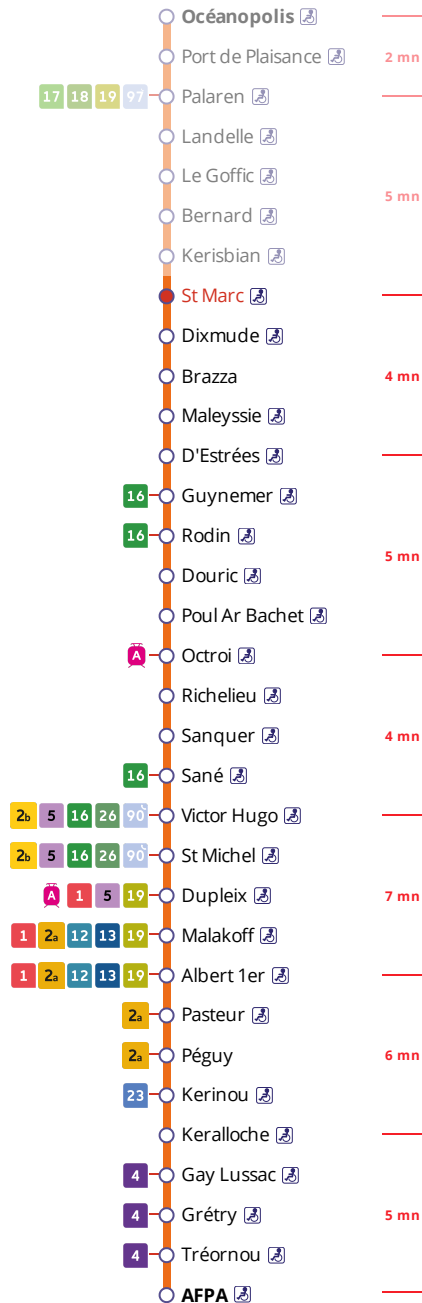 Océanopolis
Port de Plaisance 2 mn
17 18 19 97 Palaren
Landelle
Le Goffic
5 mn
Bernard
Kerisbian
St Marc
Dixmude
Brazza 4 mn
Maleyssie
D'Estrées
16 Guynemer
16 Rodin
5 mn
Douric
Poul Ar Bachet
A Octroi
Richelieu
Sanquer 4 mn
16 Sané
2b 5 16 26 90 Victor Hugo
2b 5 16 26 90 St Michel
A 1 5 19 Dupleix 7 mn
1 2a 12 13 19 Malakoff
1 2a 12 13 19 Albert 1er
2a Pasteur
2a Péguy 6 mn
23 Kerinou
Keralloche
4 Gay Lussac
4 Grétry 5 mn
4 Tréornou
AFPA